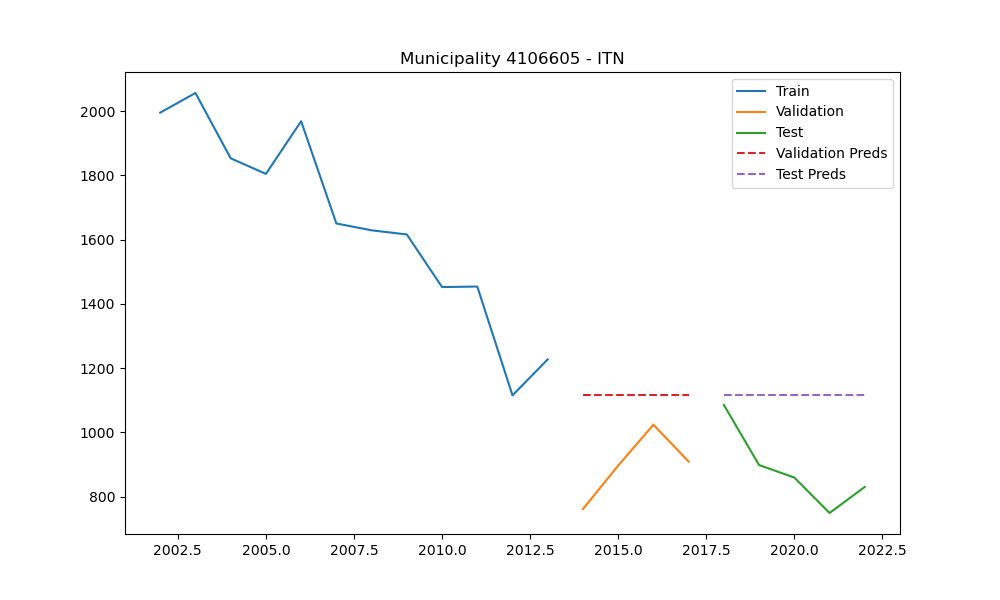 Municipality 4106605 - ITN
Train
Validation
Test
Validation Preds
Test Preds
2000
1800
1600
1400
1200
1000
800
2002.5 2005.0 2007.5 2010.0 2012.5 2015.0 2017.5 2020.0 2022.5